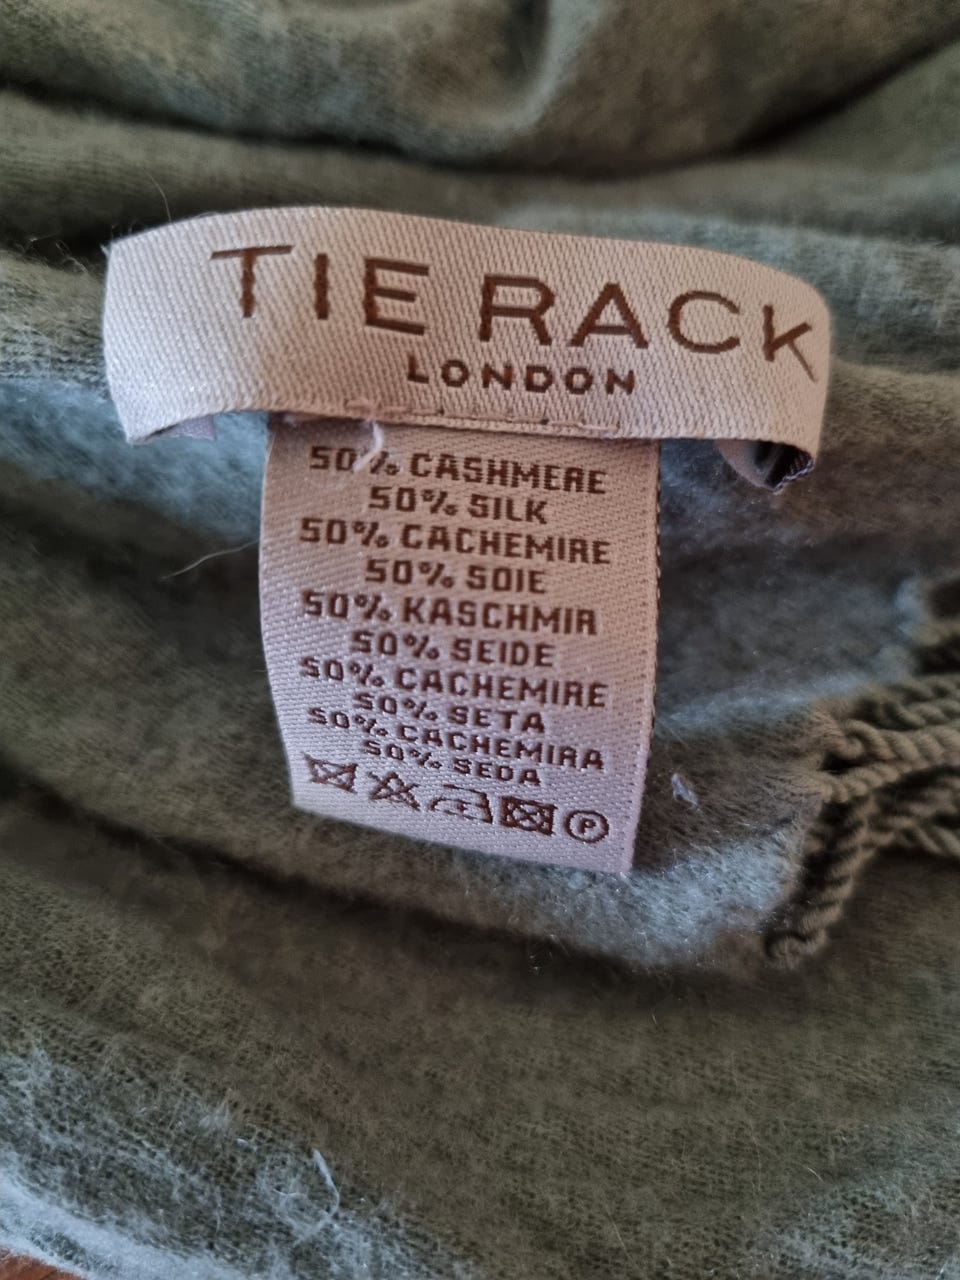 TIE RACK
LONDON
50% CASHMERE
50% SILK
50% CACHEMIRE
50% SOIE
50% KASCHMIR
50% SEIDE
50% CACHEMIRE
50% SETA
50% CACHEMIRA
50% SEDA
P